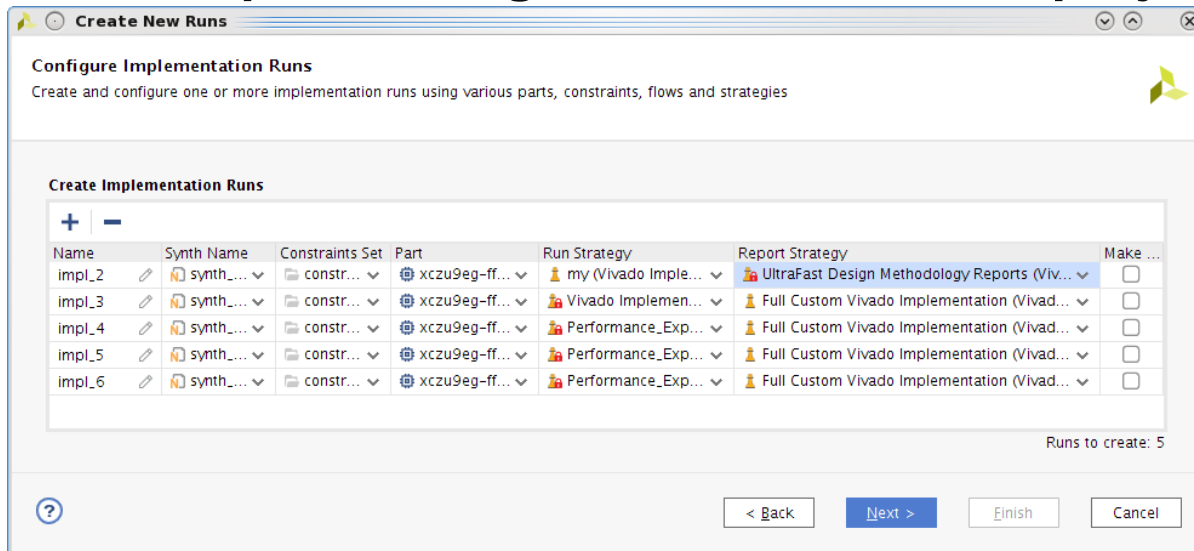 Create New Runs
Configure Implementation Runs
Create and configure one or more implementation runs using various parts, constraints, flows and strategies
Create Implementation Runs
Name Synth Name Constraints Set Part Run Strategy Report Strategy Make ...
impl_2 synth_... constr... xczu9eg-ff... my (Vivado Imple... UltraFast Design Methodology Reports (Viv...
impl_3 synth_... constr... xczu9eg-ff... Vivado Implemen... Full Custom Vivado Implementation (Vivad...
impl_4 synth_... constr... xczu9eg-ff... Performance_Exp... Full Custom Vivado Implementation (Vivad...
impl_5 synth_... constr... xczu9eg-ff... Performance_Exp... Full Custom Vivado Implementation (Vivad...
impl_6 synth_... constr... xczu9eg-ff... Performance_Exp... Full Custom Vivado Implementation (Vivad...
Runs to create: 5
? < Back Next > Finish Cancel